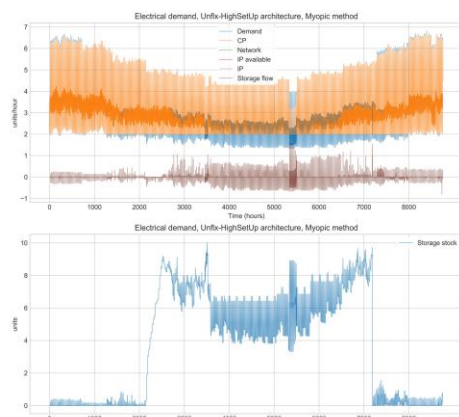 Electrical demand, Unflx-HighSetUp architecture, Myopic method
Demand
CP
Network
IP available
IP
Storage flow
units/hour
7
6
5
4
3
2
1
0
−1
0 1000 2000 3000 4000 5000 6000 7000 8000
Time (hours)
Electrical demand, Unflx-HighSetUp architecture, Myopic method
Storage stock
units
10
8
6
4
2
0